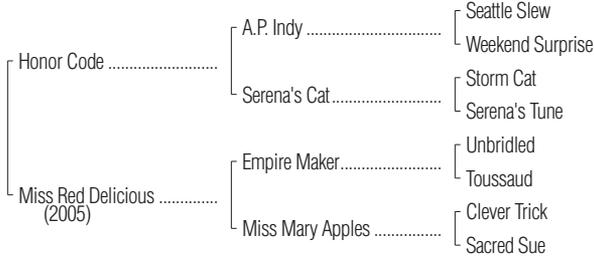 Seattle Slew
A.P. Indy ................................
Weekend Surprise
Honor Code ..........................
Storm Cat
Serena's Cat..........................
Serena's Tune
Unbridled
Empire Maker........................
Toussaud
Miss Red Delicious ..............
(2005)
Clever Trick
Miss Mary Apples ................
Sacred Sue